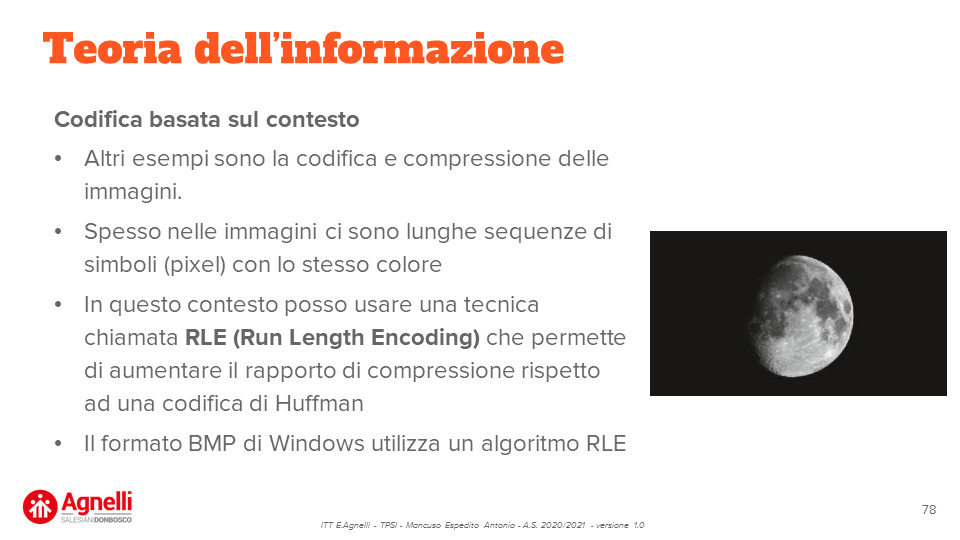 Teoria dell'informazione
Codifica basata sul contesto
• Altri esempi sono la codifica e compressione delle
immagini.
• Spesso nelle immagini ci sono lunghe sequenze di
simboli (pixel) con lo stesso colore
• In questo contesto posso usare una tecnica
chiamata RLE (Run Length Encoding) che permette
di aumentare il rapporto di compressione rispetto
ad una codifica di Huffman
• Il formato BMP di Windows utilizza un algoritmo RLE
Agnelli
SALESIANI DONBOSCO
ITT E.Agnelli - TPSI - Mancuso Espedito Antonio - A.S. 2020/2021 - versione 1.0
78